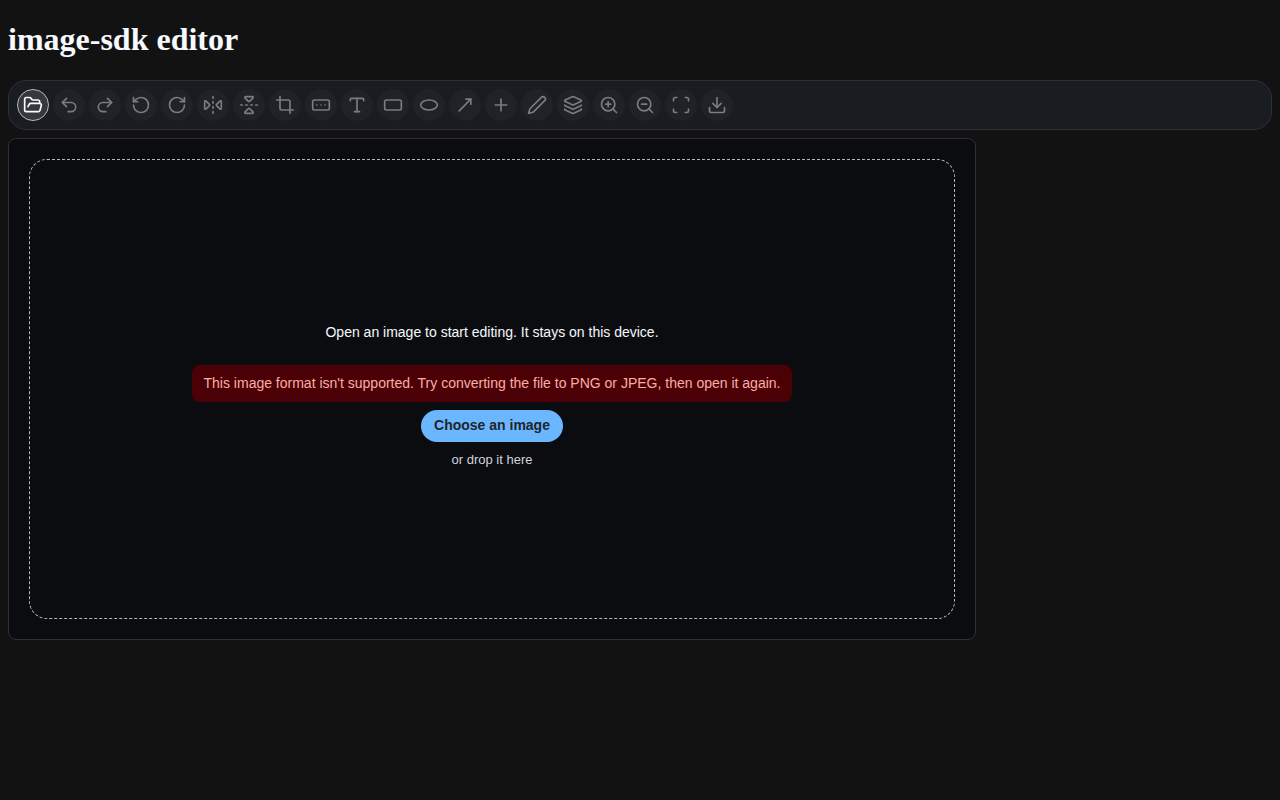 image-sdk editor
Open an image to start editing. It stays on this device.
This image format isn't supported. Try converting the file to PNG or JPEG, then open it again.
Choose an image
or drop it here